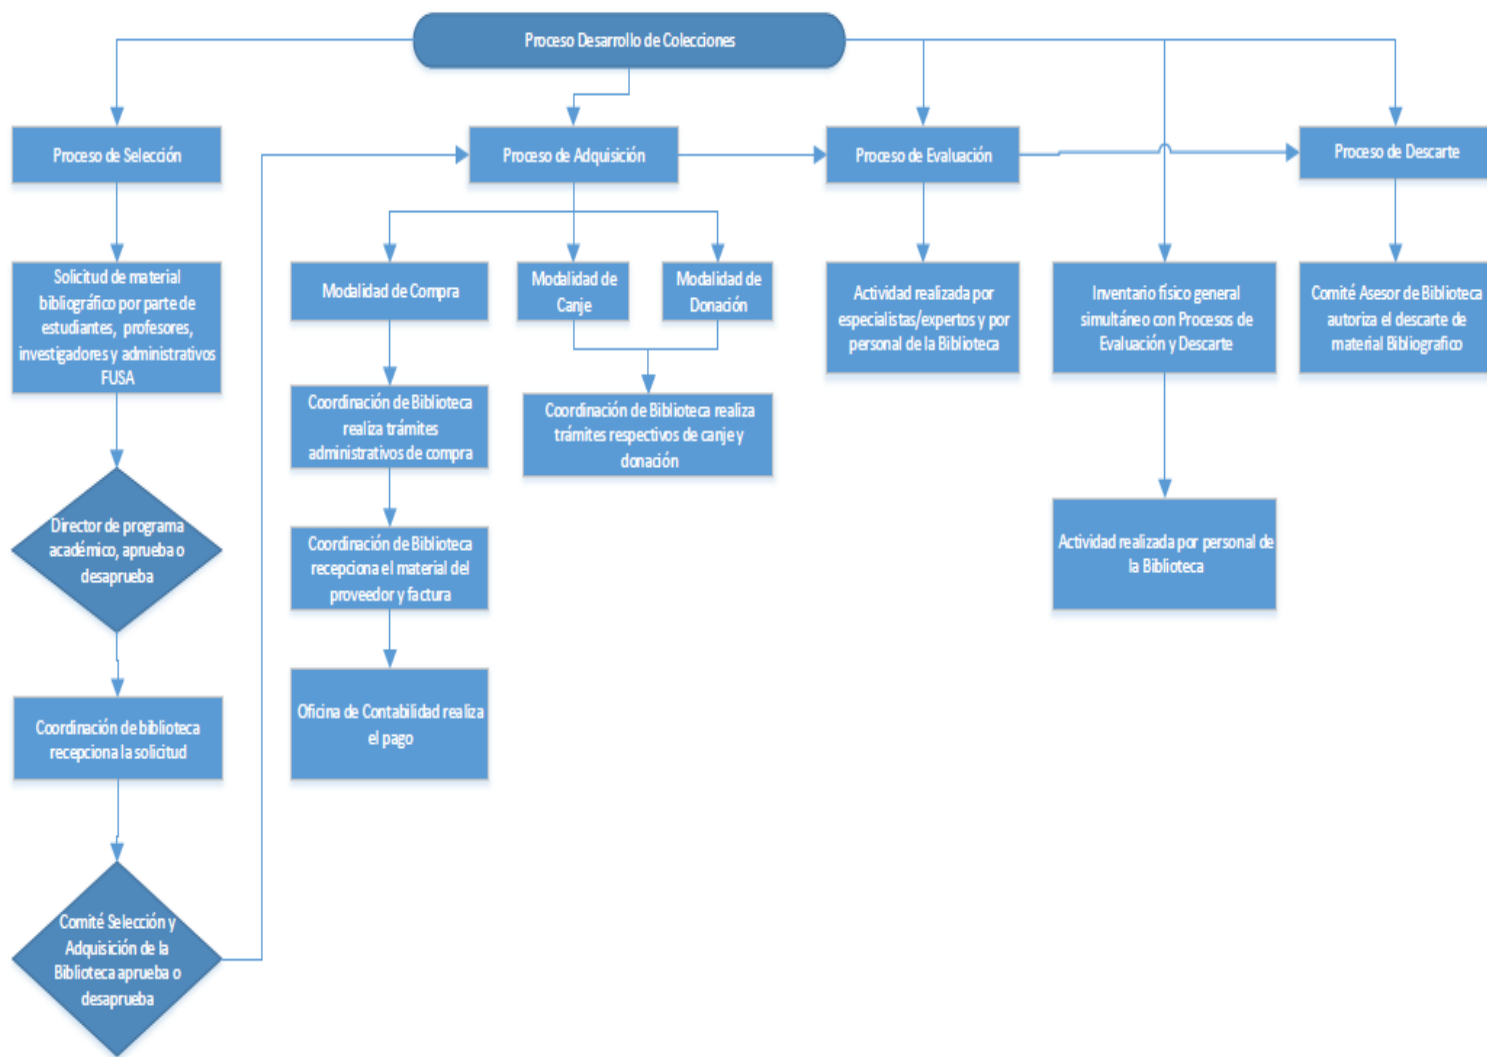 Proceso Desarrollo de Colecciones
Proceso de Selección
Proceso de Adquisición
Proceso de Evaluación
Proceso de Descarte
Solicitud de material
bibliográfico por parte de
estudiantes, profesores,
investigadores y administrativos
FUSA
Modalidad de Compra
Modalidad de
Canje
Modalidad de
Donación
Actividad realizada por
especialistas/expertos y por
personal de la Biblioteca
Inventario físico general
simultáneo con Procesos de
Evaluación y Descarte
Comité Asesor de Biblioteca
autoriza el descarte de
material Bibliografico
Coordinación de Biblioteca
realiza trámites
administrativos de compra
Coordinación de Biblioteca realiza
trámites respectivos de canje y
donación
Director de programa
académico, aprueba o
desaprueba
Coordinación de Biblioteca
recepciona el material del
proveedor y factura
Actividad realizada por personal de
la Biblioteca
Coordinación de biblioteca
recepciona la solicitud
Oficina de Contabilidad realiza
el pago
Comité Selección y
Adquisición de la
Biblioteca aprueba o
desaprueba